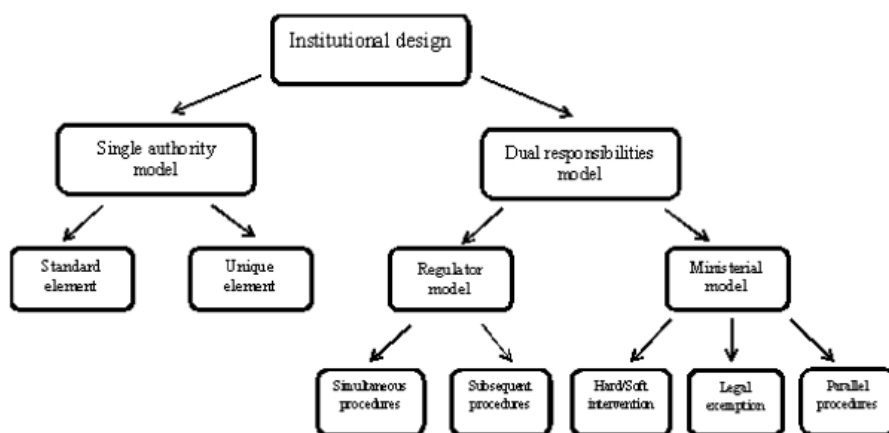 Institutional design
Single authority
model
Dual responsibilities
model
Standard
element
Unique
element
Regulator
model
Ministerial
model
Simultaneous
procedures
Subsequent
procedures
Hard/Soft
intervention
Legal
exemption
Parallel
procedures